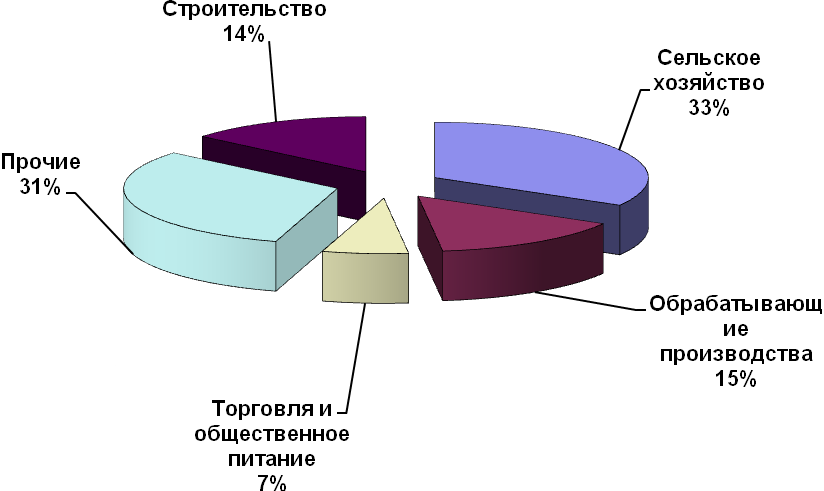 Строительство
14%
Сельское
хозяйство
33%
Прочие
31%
Обрабатывающ
ие
производства
15%
Торговля и
общественное
питание
7%